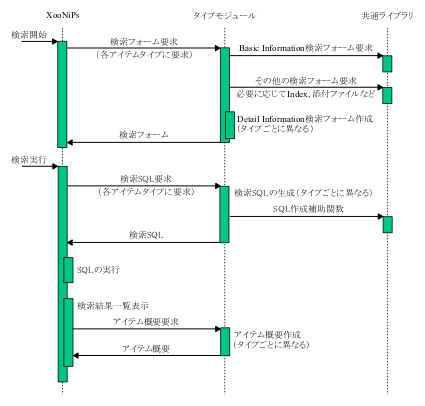 XooNiPs
タイプモジュール
共通ライブラリ
検索開始
検索フォーム要求
(各アイテムタイプに要求)
Basic Information検索フォーム要求
その他の検索フォーム要求
必要に応じてIndex, 添付ファイルなど
Detail Information検索フォーム作成
(タイプごとに異なる)
検索フォーム
検索実行
検索SQL要求
(各アイテムタイプに要求)
検索SQLの生成(タイプごとに異なる)
SQL作成補助関数
検索SQL
SQLの実行
検索結果一覧表示
アイテム概要要求
アイテム概要作成
(タイプごとに異なる)
アイテム概要